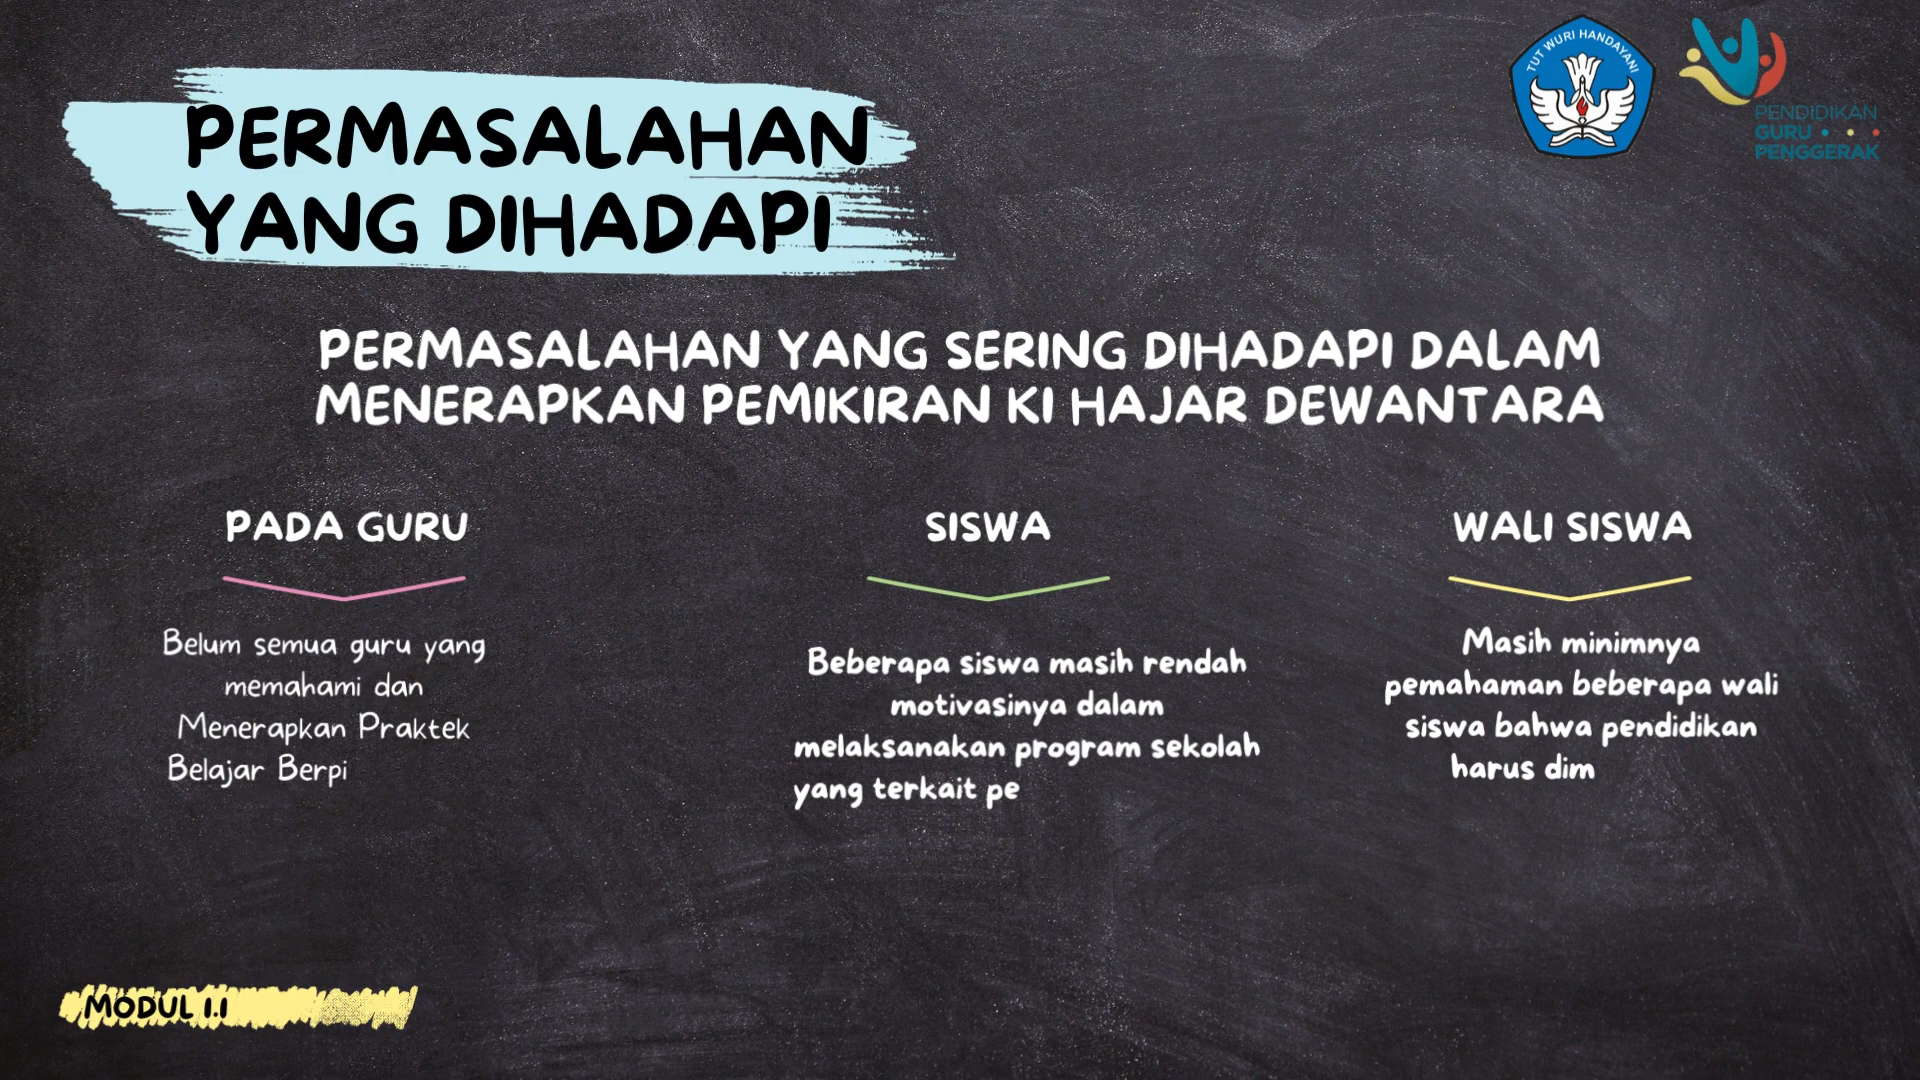 TUT WURI HANDAYANI
PENDIDIKAN
GURU
PENGGERAK
PERMASALAHAN
YANG DIHADAPI
PERMASALAHAN YANG SERING DIHADAPI DALAM
MENERAPKAN PEMIKIRAN KI HAJAR DEWANTARA
PADA GURU
Belum semua guru yang
memahami dan
Menerapkan Praktek
Belajar Berpi
SISWA
Beberapa siswa masih rendah
motivasinya dalam
melaksanakan program sekolah
yang terkait pe
WALI SISWA
Masih minimnya
pemahaman beberapa wali
siswa bahwa pendidikan
harus dim
MODUL 1.1